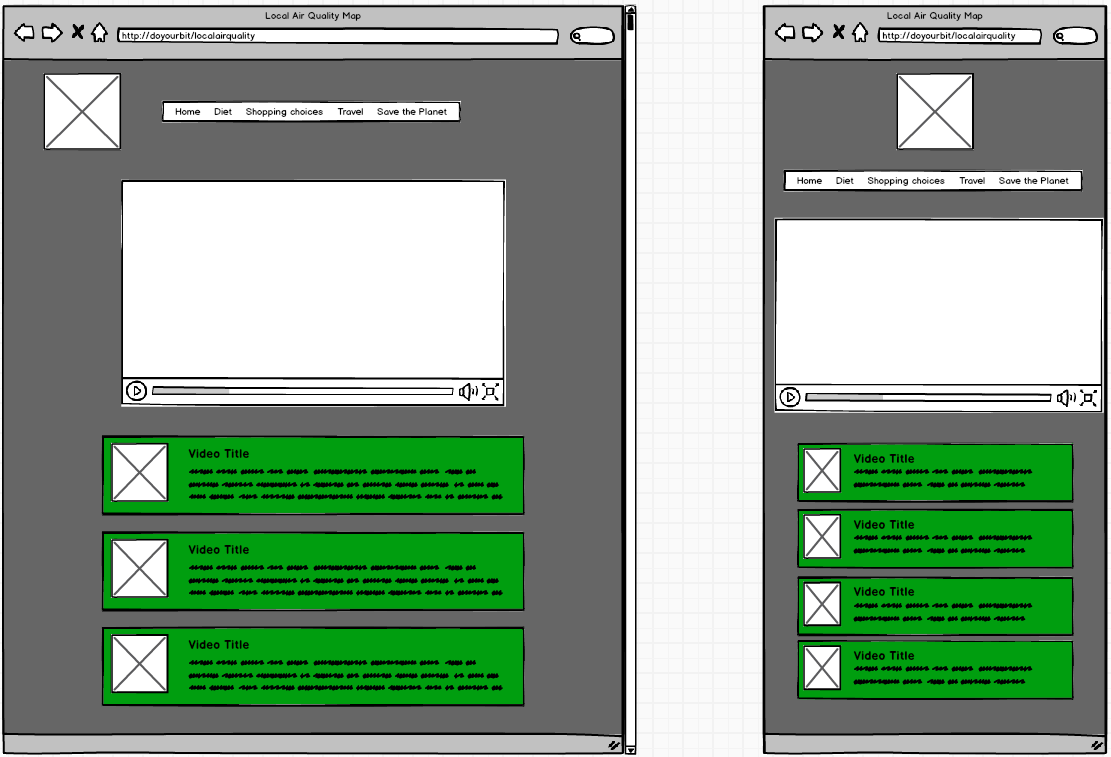 Local Air Quality Map
http://doyourbit/localairquality
Home Diet Shopping choices Travel Save the Planet
Video Title
Video Title
Video Title
Local Air Quality Map
http://doyourbit/localairquality
Home Diet Shopping choices Travel Save the Planet
Video Title
Video Title
Video Title
Video Title